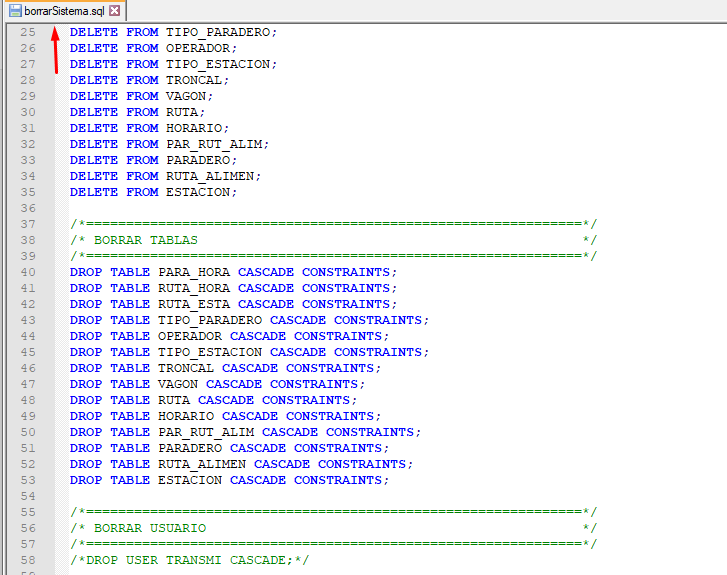 borrarSistema.sql
25 DELETE FROM TIPO_PARADERO;
26 DELETE FROM OPERADOR;
27 DELETE FROM TIPO_ESTACION;
28 DELETE FROM TRONCAL;
29 DELETE FROM VAGON;
30 DELETE FROM RUTA;
31 DELETE FROM HORARIO;
32 DELETE FROM PAR_RUT_ALIM;
33 DELETE FROM PARADERO;
34 DELETE FROM RUTA_ALIMEN;
35 DELETE FROM ESTACION;
36
37 /*==============================================================*/
38 /* BORRAR TABLAS                                                */
39 /*==============================================================*/
40 DROP TABLE PARA_HORA CASCADE CONSTRAINTS;
41 DROP TABLE RUTA_HORA CASCADE CONSTRAINTS;
42 DROP TABLE RUTA_ESTA CASCADE CONSTRAINTS;
43 DROP TABLE TIPO_PARADERO CASCADE CONSTRAINTS;
44 DROP TABLE OPERADOR CASCADE CONSTRAINTS;
45 DROP TABLE TIPO_ESTACION CASCADE CONSTRAINTS;
46 DROP TABLE TRONCAL CASCADE CONSTRAINTS;
47 DROP TABLE VAGON CASCADE CONSTRAINTS;
48 DROP TABLE RUTA CASCADE CONSTRAINTS;
49 DROP TABLE HORARIO CASCADE CONSTRAINTS;
50 DROP TABLE PAR_RUT_ALIM CASCADE CONSTRAINTS;
51 DROP TABLE PARADERO CASCADE CONSTRAINTS;
52 DROP TABLE RUTA_ALIMEN CASCADE CONSTRAINTS;
53 DROP TABLE ESTACION CASCADE CONSTRAINTS;
54
55 /*==============================================================*/
56 /* BORRAR USUARIO                                               */
57 /*==============================================================*/
58 /*DROP USER TRANSMI CASCADE;*/